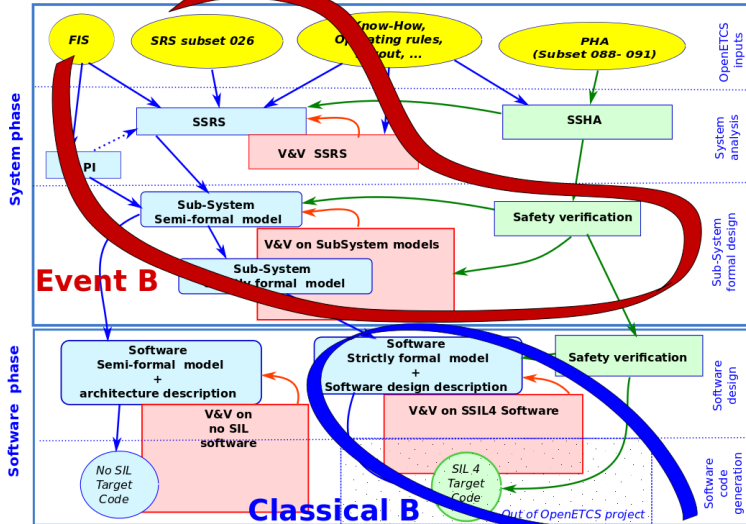 FIS
SRS subset 026
Know-How,
Operating rules,
...
PHA
(Subset 088- 091)
OpenETCS
inputs
System phase
SSRS
SSHA
V&V SSRS
System
analysis
PI
Sub-System
Semi-formal model
Safety verification
V&V on SubSystem models
Sub-System
formal model
Sub-System
formal design
Event B
Software phase
Software
Semi-formal model
+
architecture description
Software
Strictly formal model
+
Software design description
Safety verification
Software
design
V&V on
no SIL
software
V&V on SSIL4 Software
No SIL
Target
Code
SIL 4
Target
Code
Software
code
generation
Classical B
Out of OpenETCS project